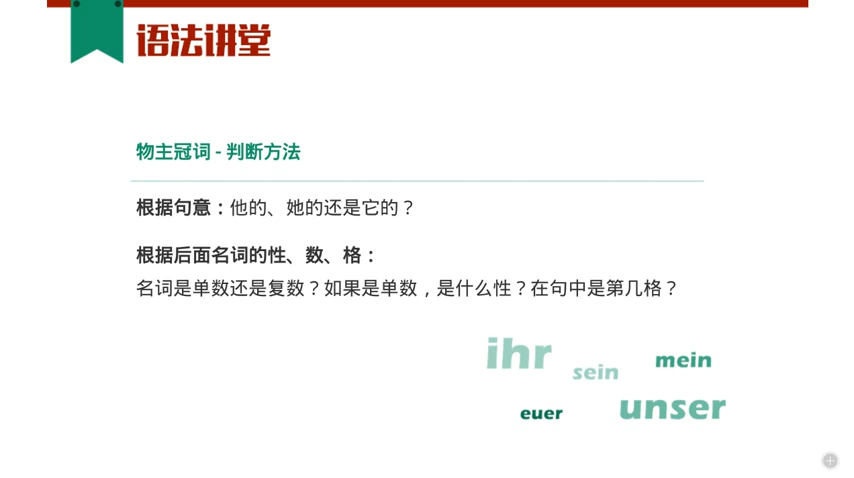 语法讲堂
物主冠词 - 判断方法
根据句意：他的、她的还是它的？
根据后面名词的性、数、格：
名词是单数还是复数？如果是单数，是什么性？在句中是第几格？
ihr
sein
mein
euer
unser